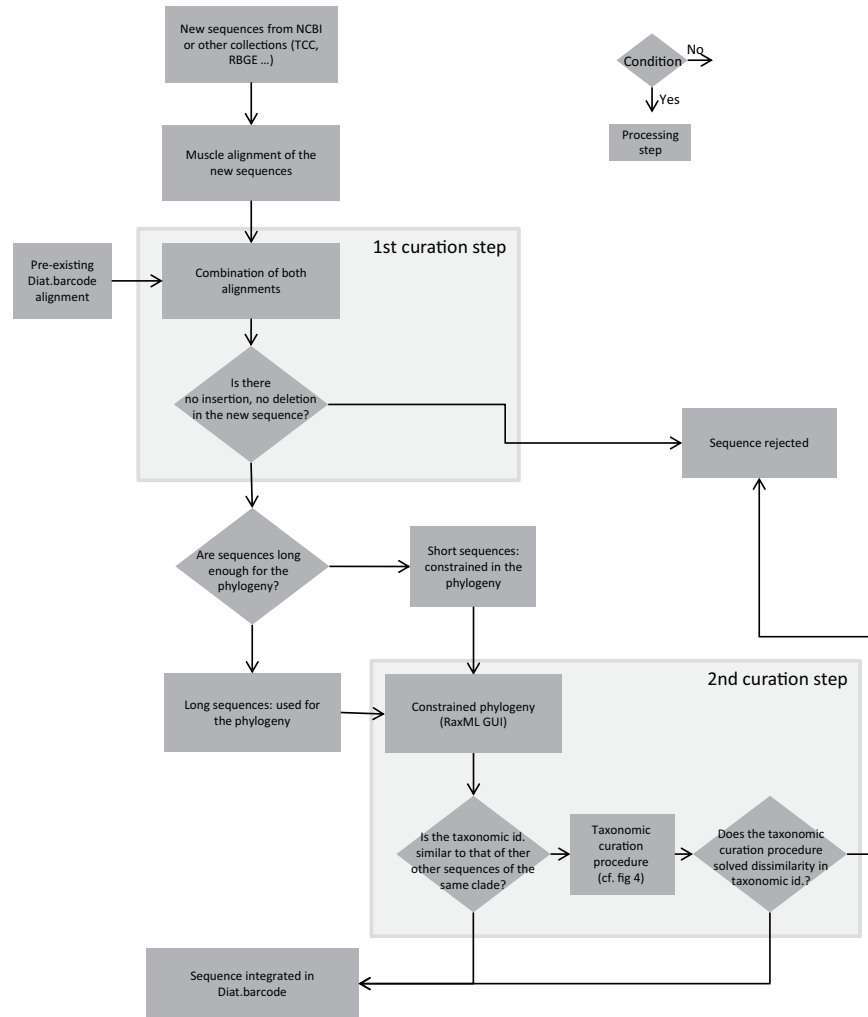 New sequences from NCBI
or other collections (TCC,
RBGE ...)
Condition
No
Yes
Processing
step
Muscle alignment of the
new sequences
1st curation step
Pre-existing
Diat.barcode
alignment
Combination of both
alignments
Is there
no insertion, no deletion
in the new sequence?
Sequence rejected
Are sequences long
enough for the
phylogeny?
Short sequences:
constrained in the
phylogeny
2nd curation step
Long sequences: used for
the phylogeny
Constrained phylogeny
(RaxML GUI)
Is the taxonomic id.
similar to that of ther
other sequences of the
same clade?
Taxonomic
curation
procedure
(cf. fig 4)
Does the taxonomic
curation procedure
solved dissimilarity in
taxonomic id.?
Sequence integrated in
Diat.barcode